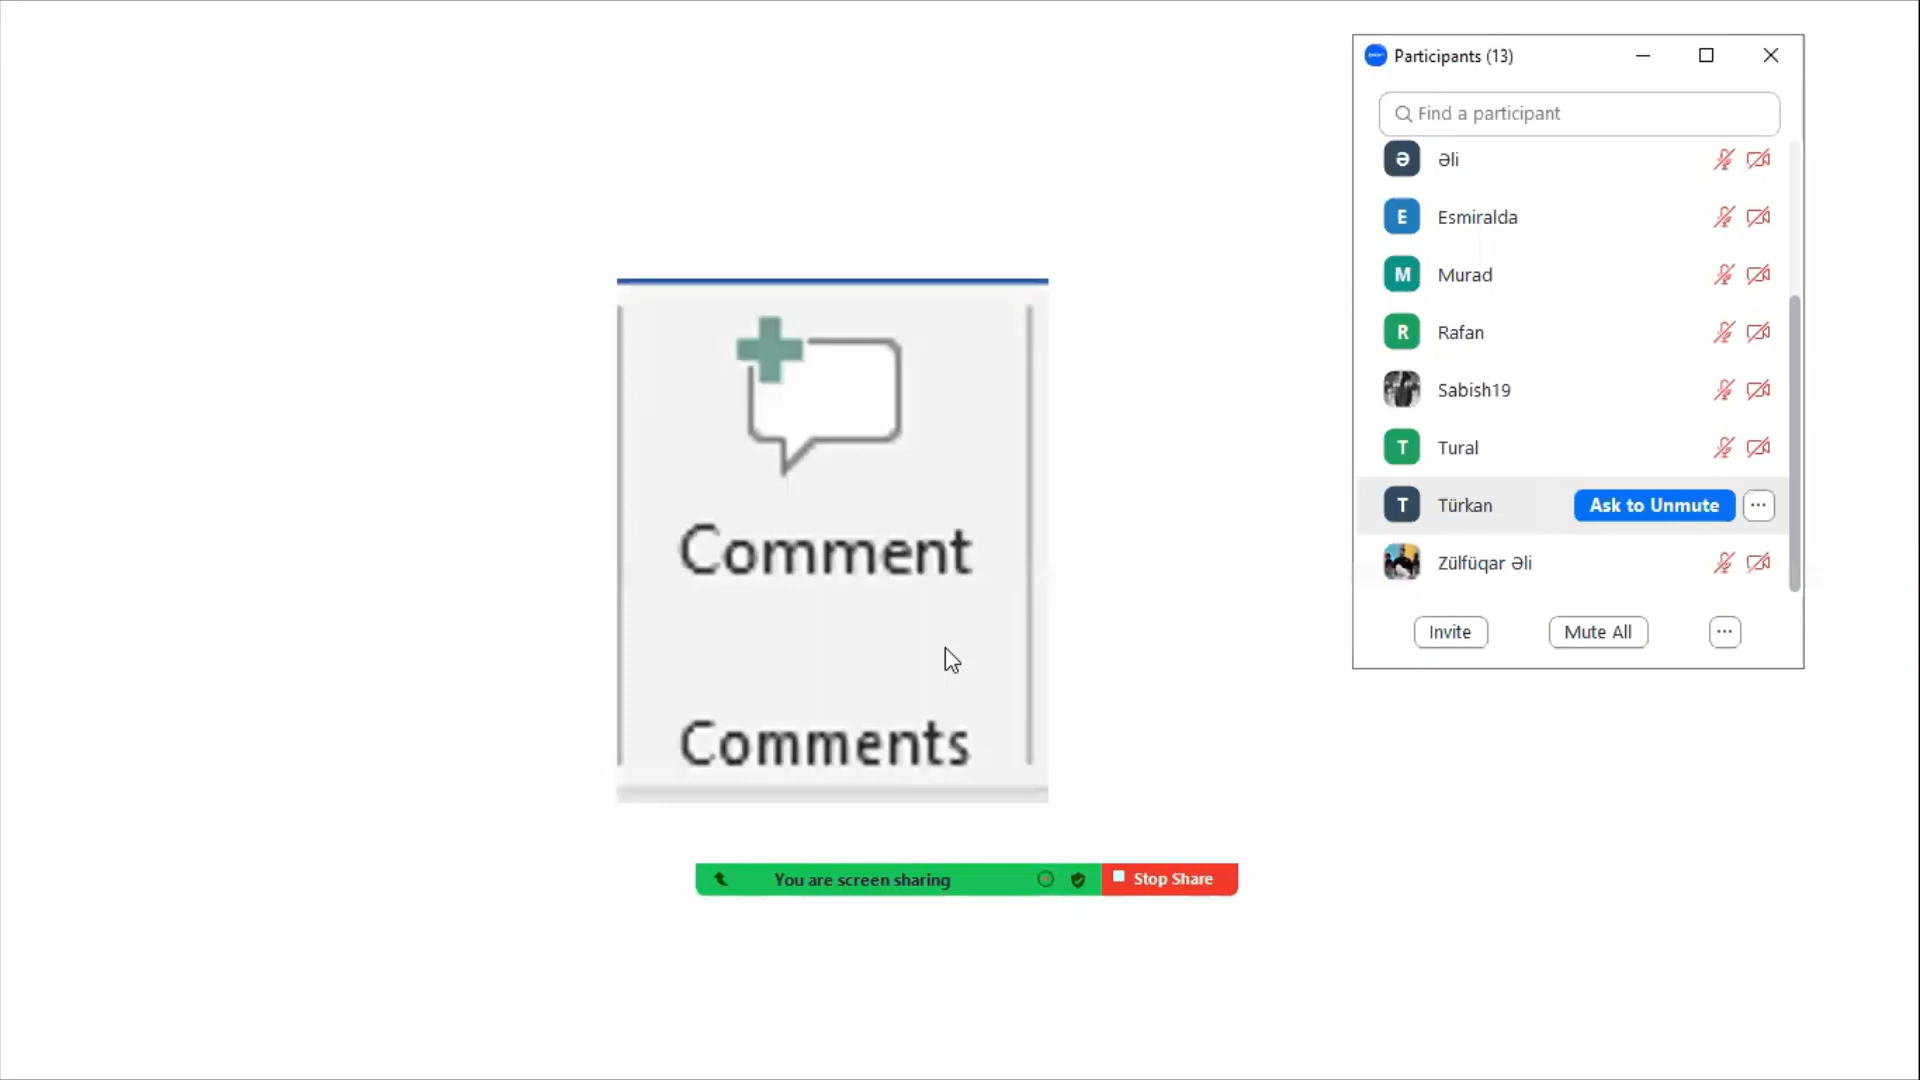 Participants (13)
Find a participant
Ə Əli
E Esmiralda
M Murad
R Rafan
Sabish19
T Tural
T Türkan Ask to Unmute
Zülfüqar Əli
Invite Mute All
Comment
Comments
You are screen sharing Stop Share